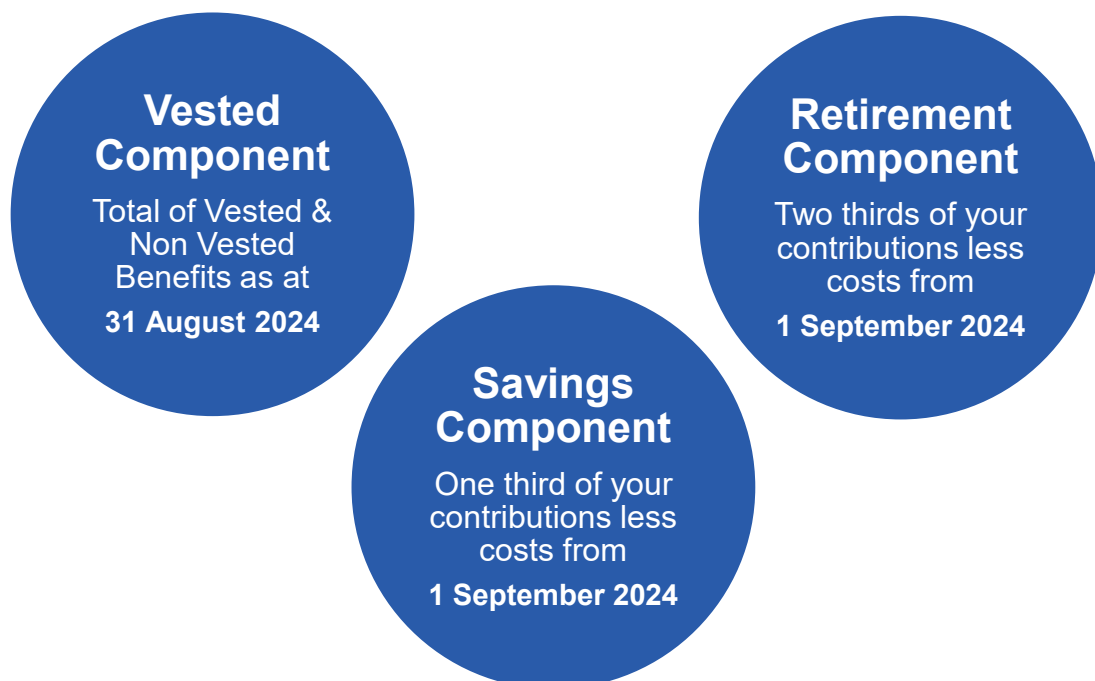 Vested
Component
Total of Vested &
Non Vested
Benefits as at
31 August 2024
Retirement
Component
Two thirds of your
contributions less
costs from
1 September 2024
Savings
Component
One third of your
contributions less
costs from
1 September 2024